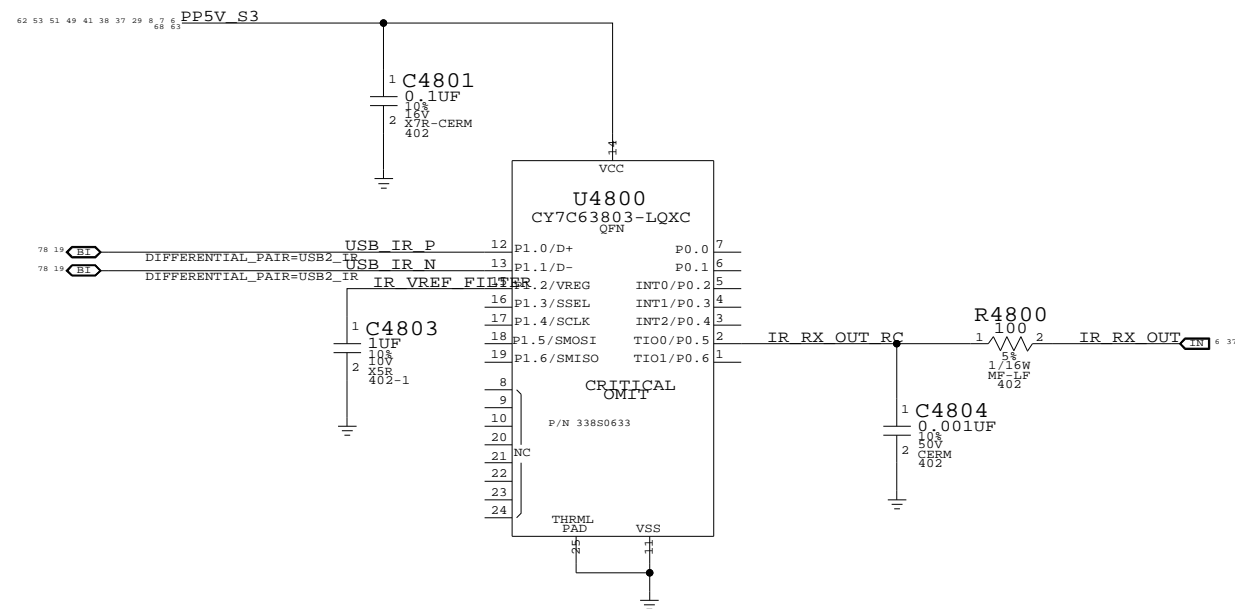 62 53 51 49 41 38 37 29 8 7 6
68 63
PP5V_S3
1 C4801
0.1UF
10%
16V
2 X7R-CERM
402
14
VCC
U4800
CY7C63803-LQXC
QFN
78 19 BI USB_IR_P 12 P1.0/D+ P0.0 7
DIFFERENTIAL_PAIR=USB2_IR
78 19 BI USB_IR_N 13 P1.1/D- P0.1 6
DIFFERENTIAL_PAIR=USB2_IR
IR_VREF_FILTER 15 P1.2/VREG INT0/P0.2 5
16 P1.3/SSEL INT1/P0.3 4
17 P1.4/SCLK INT2/P0.4 3
18 P1.5/SMOSI TIO0/P0.5 2
19 P1.6/SMISO TIO1/P0.6 1
1 C4803
1UF
10%
10V
2 X5R
402-1
IR_RX_OUT_RC
R4800
100
1 2
5%
1/16W
MF-LF
402
IR_RX_OUT IN 6 37
CRITICAL
OMIT
P/N 338S0633
8
9
10
20
NC
21
22
23
24
1 C4804
0.001UF
10%
50V
2 CERM
402
THRML
PAD
VSS
25
11